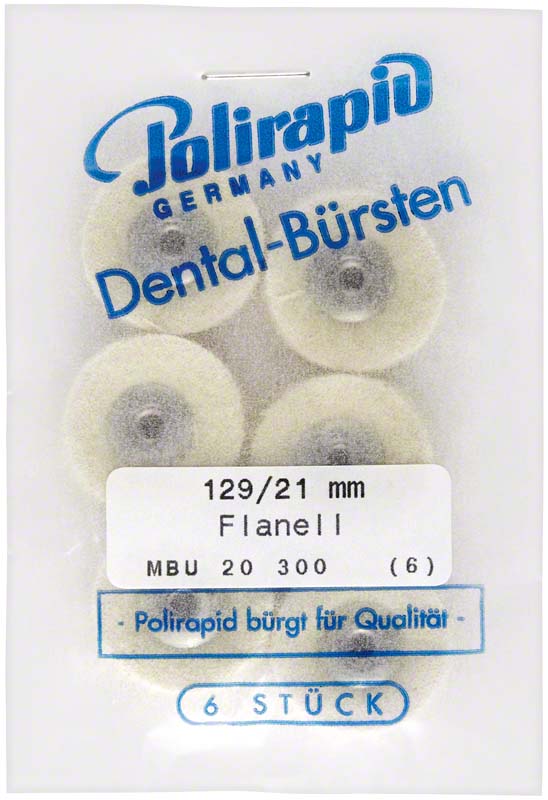 Polirapid
GERMANY
Dental-Bürsten
129/21 mm
Flanell
MBU 20 300 (6)
- Polirapid bürgt für Qualität -
6 STÜCK